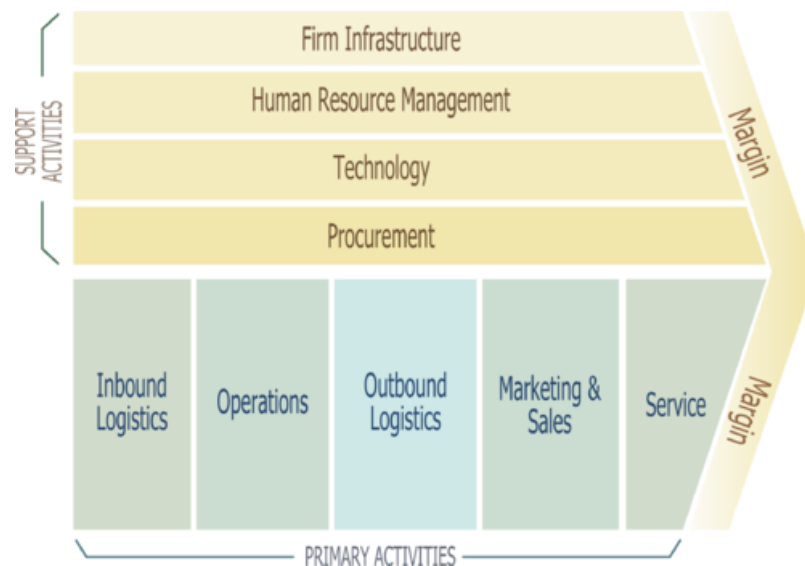 SUPPORT
ACTIVITIES
Firm Infrastructure
Human Resource Management
Technology
Procurement
Margin
Inbound
Logistics
Operations
Outbound
Logistics
Marketing &
Sales
Service
Margin
PRIMARY ACTIVITIES